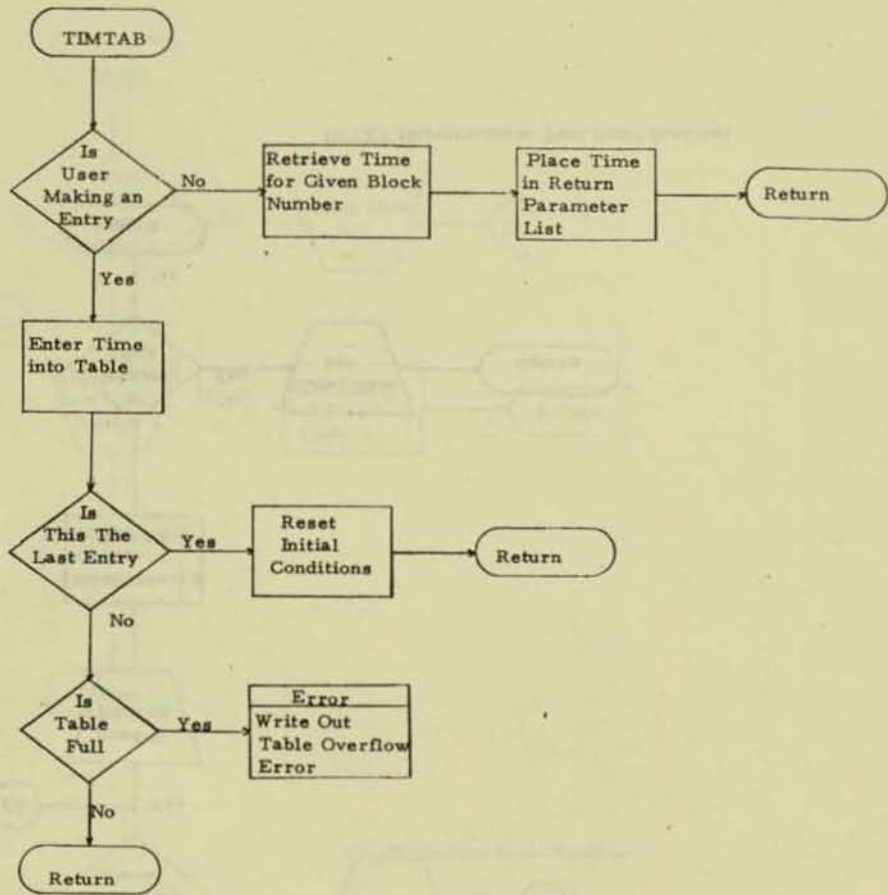 TIMTAB
Is
User
Making an
Entry
No
Retrieve Time
for Given Block
Number
Place Time
in Return
Parameter
List
Return
Yes
Enter Time
into Table
Is
This The
Last Entry
Yes
Reset
Initial
Conditions
Return
No
Is
Table
Full
Yes
Error
Write Out
Table Overflow
Error
No
Return